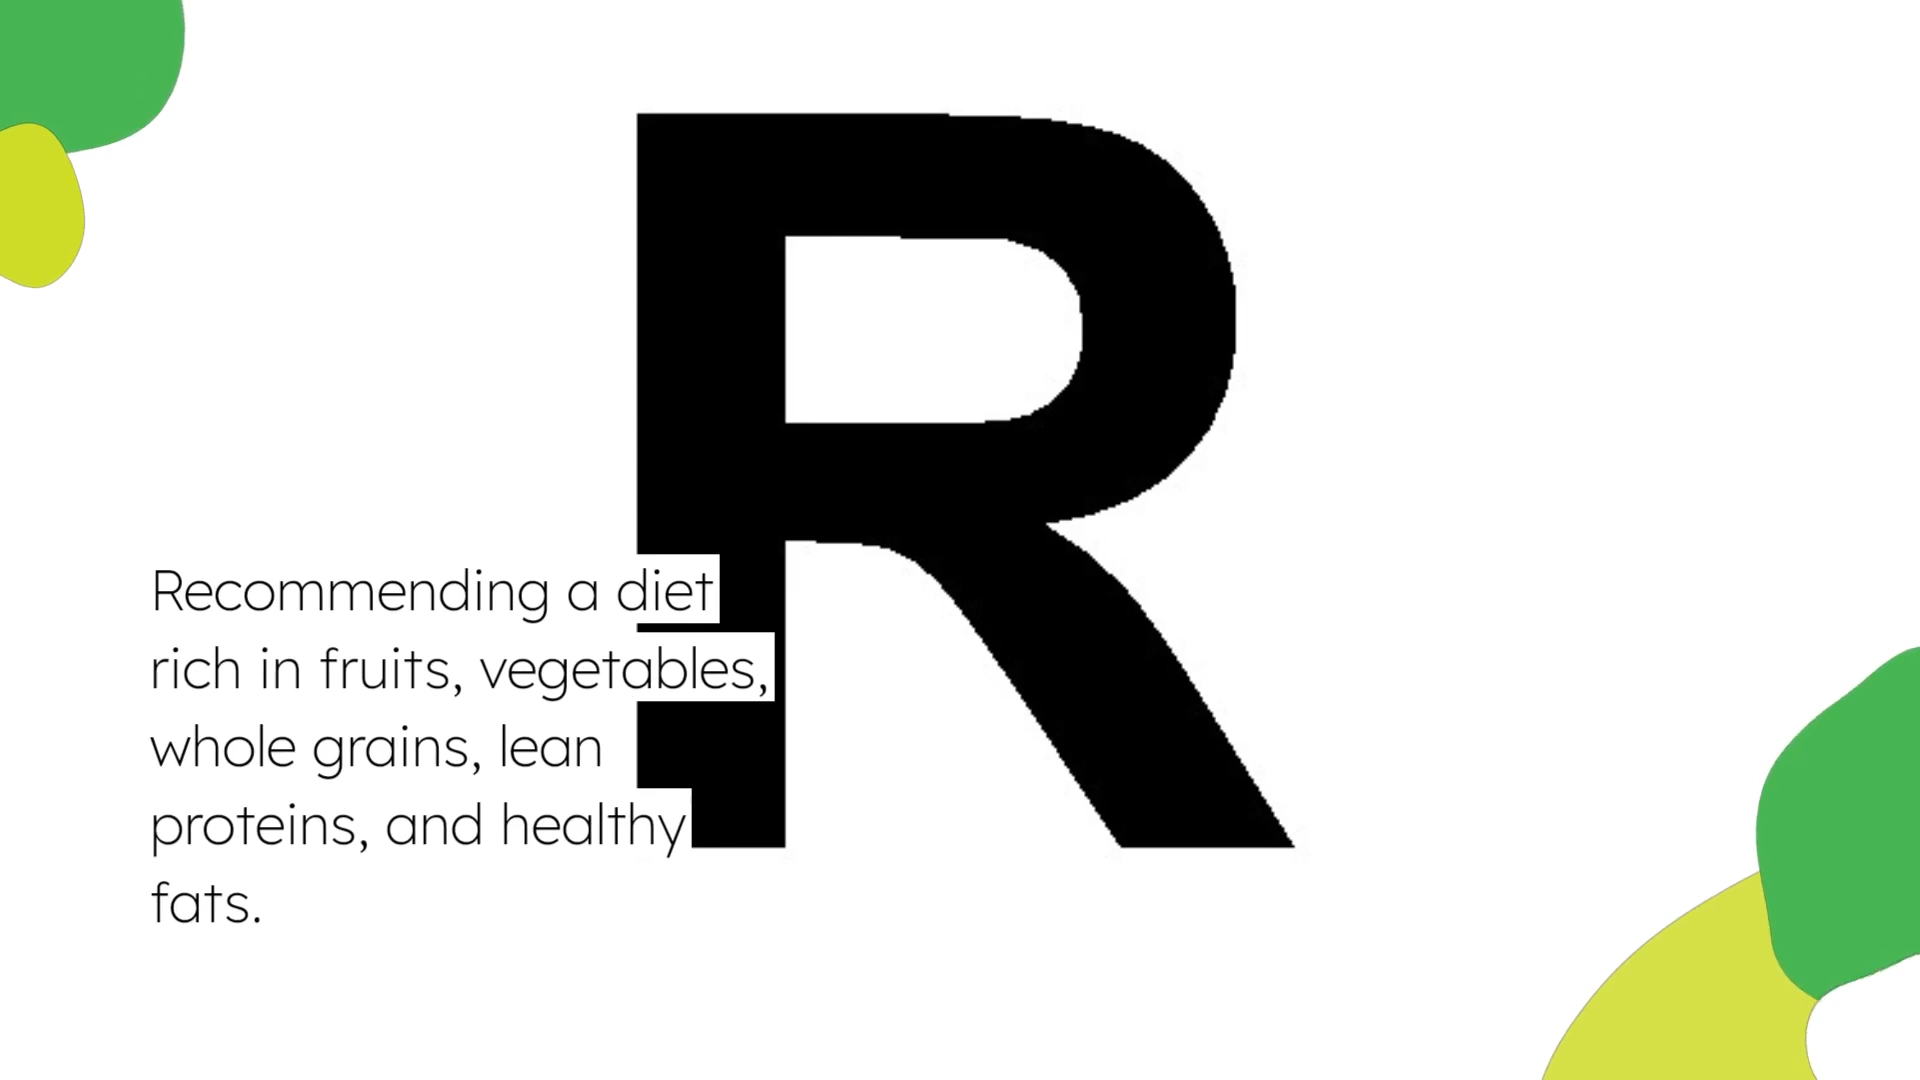 R
Recommending a diet
rich in fruits, vegetables,
whole grains, lean
proteins, and healthy
fats.